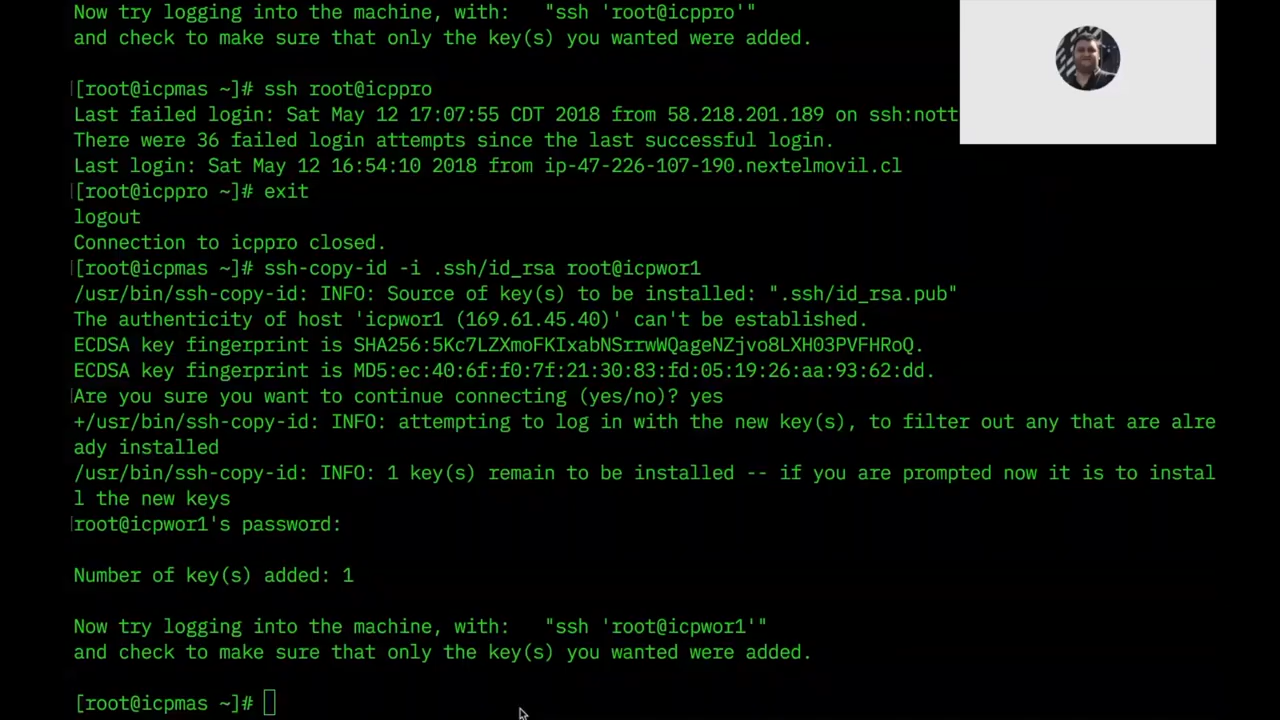 Now try logging into the machine, with:   "ssh 'root@icppro'"
and check to make sure that only the key(s) you wanted were added.
[root@icpmas ~]# ssh root@icppro
Last failed login: Sat May 12 17:07:55 CDT 2018 from 58.218.201.189 on ssh:nott
There were 36 failed login attempts since the last successful login.
Last login: Sat May 12 16:54:10 2018 from ip-47-226-107-190.nextelmovil.cl
[root@icppro ~]# exit
logout
Connection to icppro closed.
[root@icpmas ~]# ssh-copy-id -i .ssh/id_rsa root@icpwor1
/usr/bin/ssh-copy-id: INFO: Source of key(s) to be installed: ".ssh/id_rsa.pub"
The authenticity of host 'icpwor1 (169.61.45.40)' can't be established.
ECDSA key fingerprint is SHA256:5Kc7LZXmoFKIxabNSrrwWQageNZjvo8LXH03PVFHRoQ.
ECDSA key fingerprint is MD5:ec:40:6f:f0:7f:21:30:83:fd:05:19:26:aa:93:62:dd.
Are you sure you want to continue connecting (yes/no)? yes
+/usr/bin/ssh-copy-id: INFO: attempting to log in with the new key(s), to filter out any that are alre
ady installed
/usr/bin/ssh-copy-id: INFO: 1 key(s) remain to be installed -- if you are prompted now it is to instal
l the new keys
root@icpwor1's password:
Number of key(s) added: 1
Now try logging into the machine, with:   "ssh 'root@icpwor1'"
and check to make sure that only the key(s) you wanted were added.
[root@icpmas ~]#